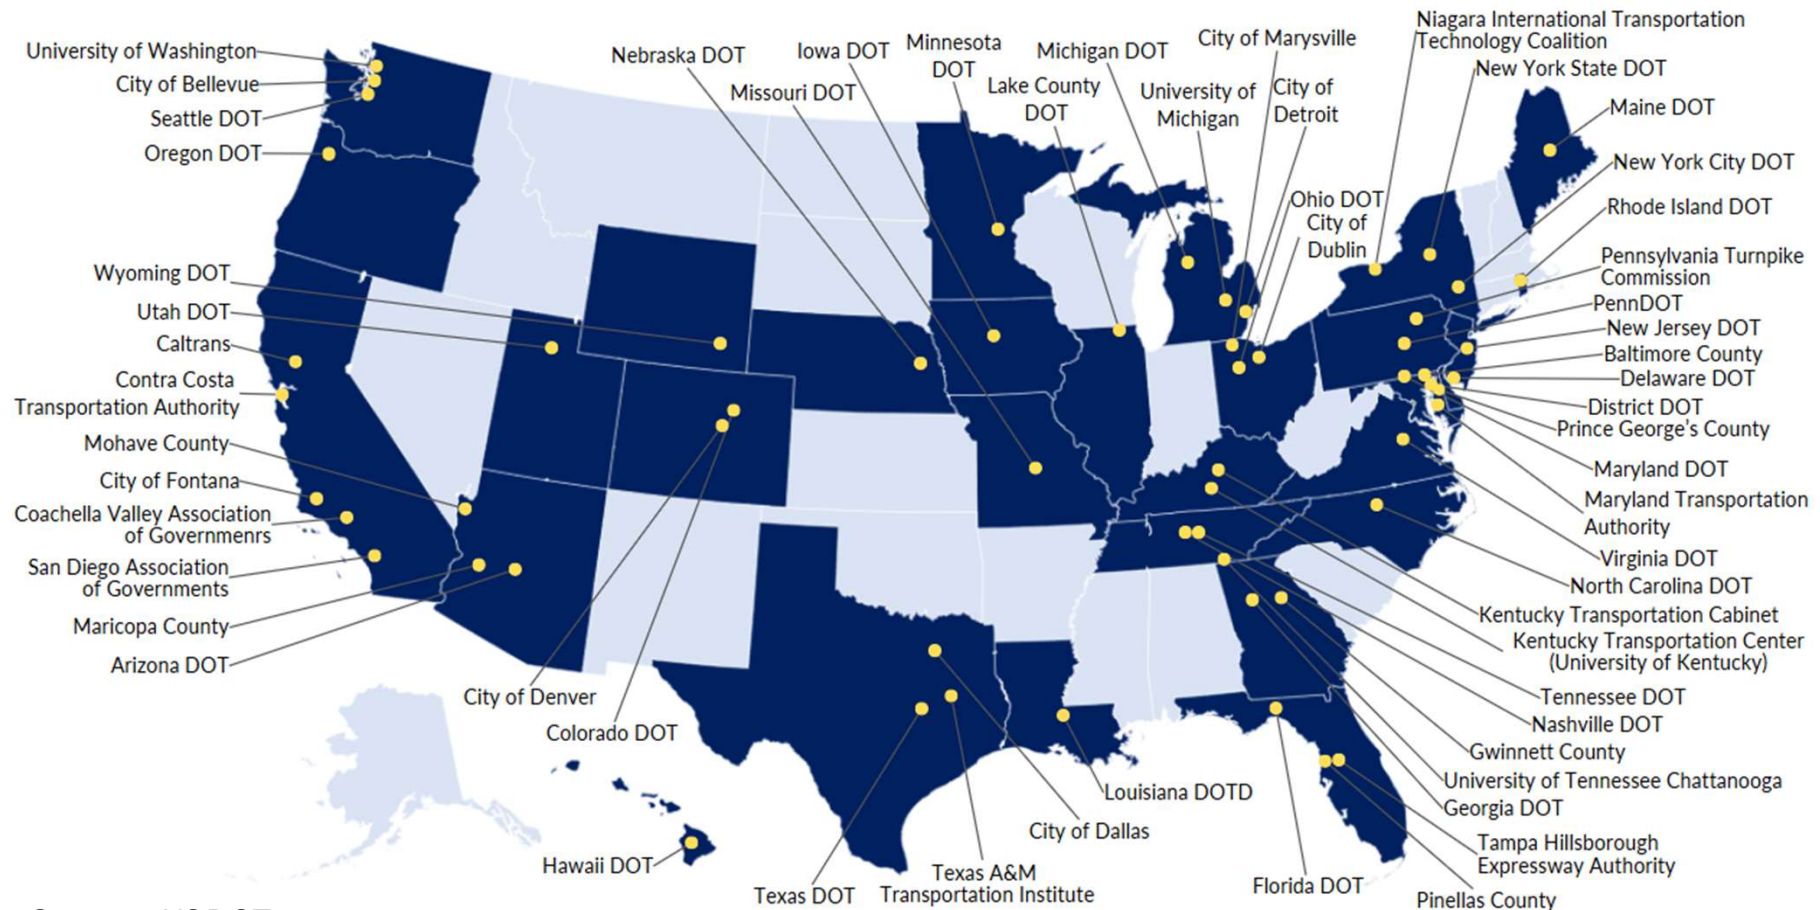 University of Washington
City of Bellevue
Seattle DOT
Oregon DOT
Wyoming DOT
Utah DOT
Caltrans
Contra Costa
Transportation Authority
Mohave County
City of Fontana
Coachella Valley Association
of Governmenrs
San Diego Association
of Governments
Maricopa County
Arizona DOT
Nebraska DOT
Missouri DOT
Iowa DOT
Minnesota
DOT
Lake County
DOT
Michigan DOT
University of
Michigan
City of Marysville
City of
Detroit
Ohio DOT
City of
Dublin
Niagara International Transportation
Technology Coalition
New York State DOT
Maine DOT
New York City DOT
Rhode Island DOT
Pennsylvania Turnpike
Commission
PennDOT
New Jersey DOT
Baltimore County
Delaware DOT
District DOT
Prince George's County
Maryland DOT
Maryland Transportation
Authority
Virginia DOT
North Carolina DOT
Kentucky Transportation Cabinet
Kentucky Transportation Center
(University of Kentucky)
Tennessee DOT
Nashville DOT
Gwinnett County
University of Tennessee Chattanooga
Georgia DOT
Tampa Hillsborough
Expressway Authority
Pinellas County
Florida DOT
Louisiana DOTD
City of Dallas
Texas A&M
Transportation Institute
Texas DOT
City of Denver
Colorado DOT
Hawaii DOT